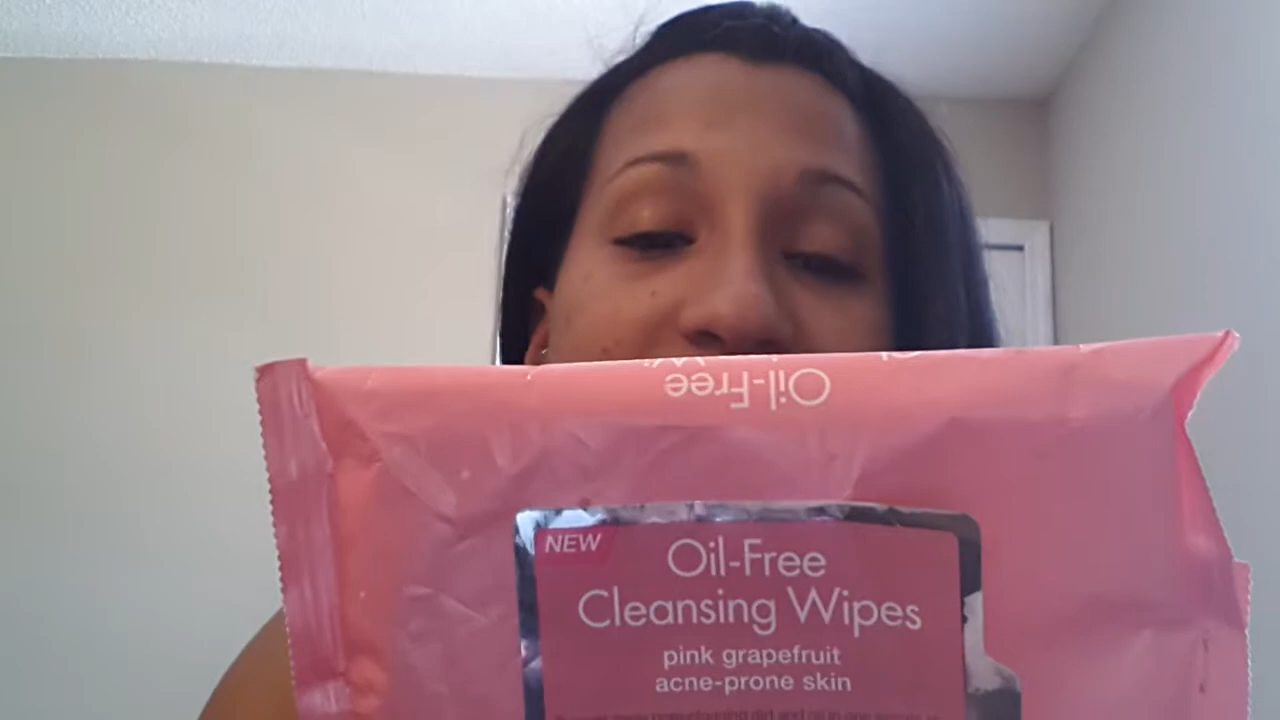 Oil-Free
NEW
Oil-Free
Cleansing Wipes
pink grapefruit
acne-prone skin